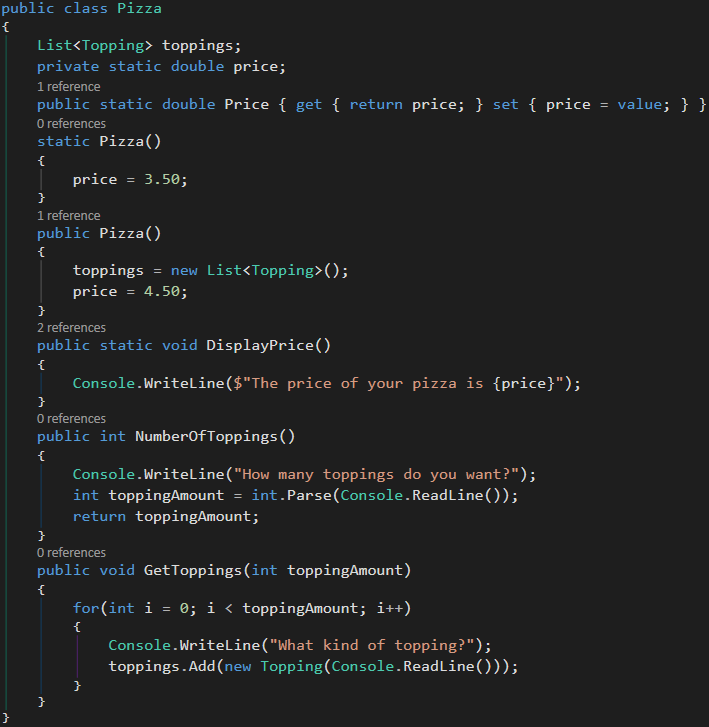 public class Pizza
{
    List<Topping> toppings;
    private static double price;
    1 reference
    public static double Price { get { return price; } set { price = value; } }
    0 references
    static Pizza()
    {
        price = 3.50;
    }
    1 reference
    public Pizza()
    {
        toppings = new List<Topping>();
        price = 4.50;
    }
    2 references
    public static void DisplayPrice()
    {
        Console.WriteLine($"The price of your pizza is {price}");
    }
    0 references
    public int NumberOfToppings()
    {
        Console.WriteLine("How many toppings do you want?");
        int toppingAmount = int.Parse(Console.ReadLine());
        return toppingAmount;
    }
    0 references
    public void GetToppings(int toppingAmount)
    {
        for(int i = 0; i < toppingAmount; i++)
        {
            Console.WriteLine("What kind of topping?");
            toppings.Add(new Topping(Console.ReadLine()));
        }
    }
}